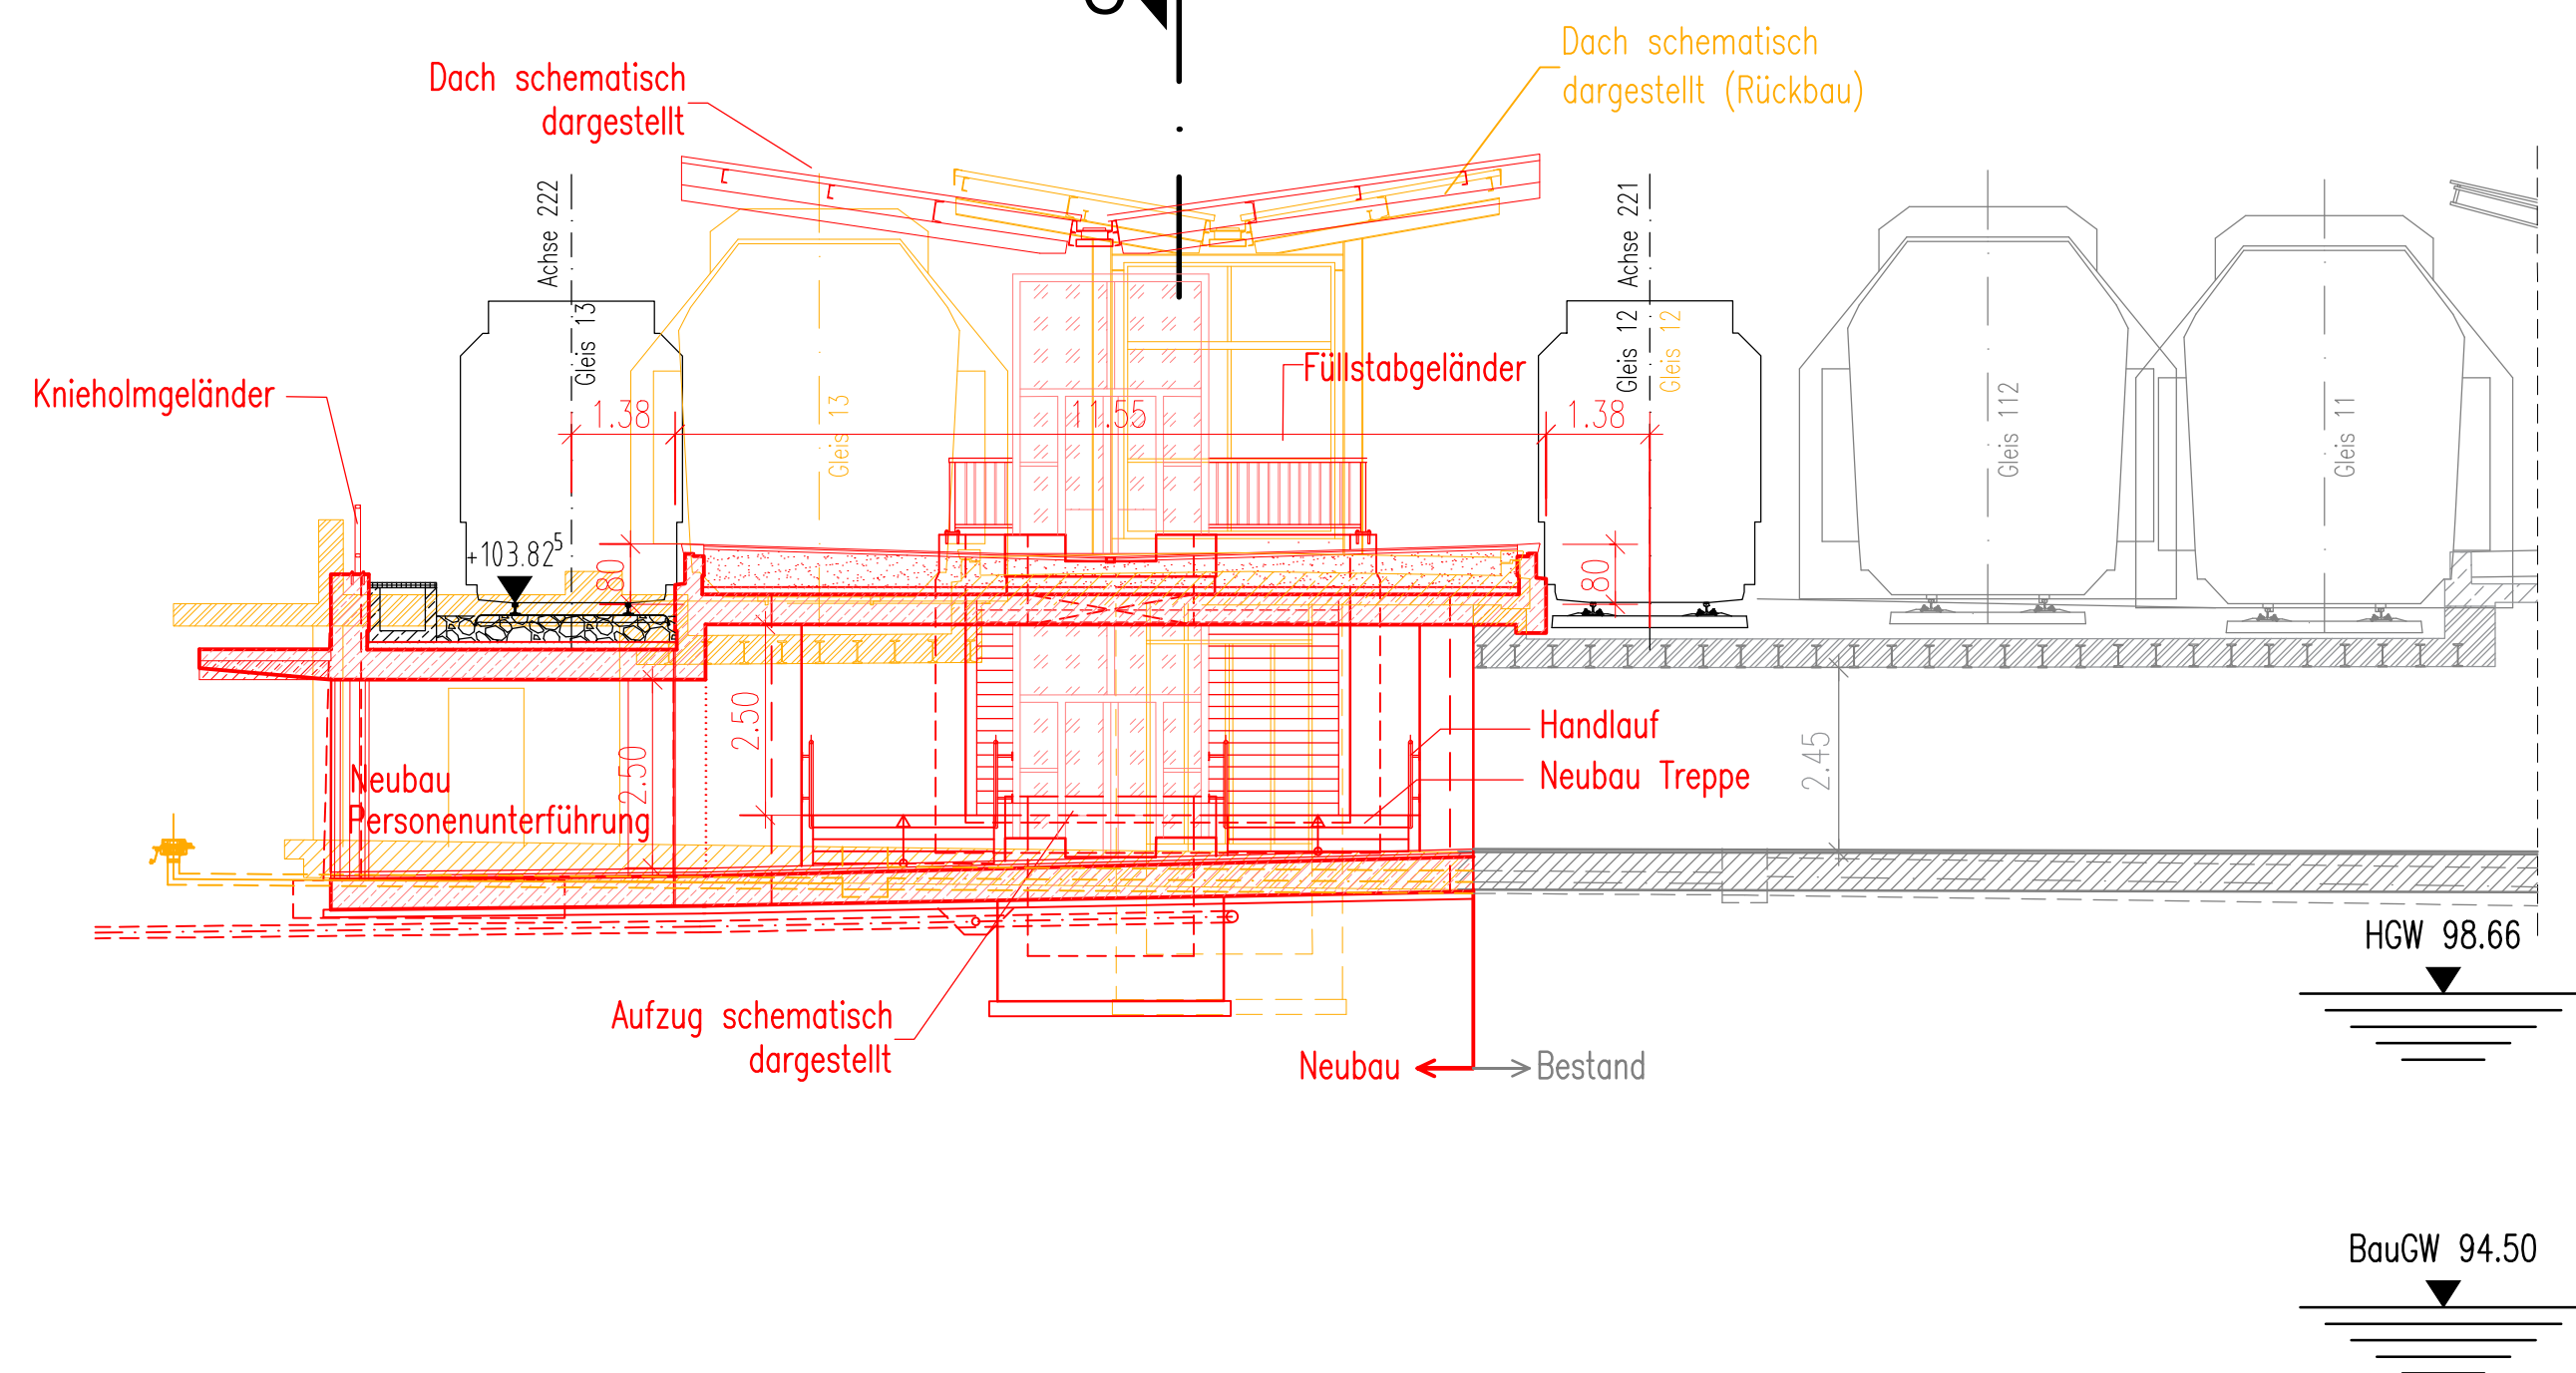 Dach schematisch
dargestellt
Dach schematisch
dargestellt (Rückbau)
Achse 222
Gleis 13
Achse 221
Gleis 12
Gleis 12
Gleis 13
Gleis 112
Gleis 11
Knieholmgeländer
Füllstabgeländer
1.38
11.55
1.38
+103.82⁵
80
80
2.50
2.50
2.45
Handlauf
Neubau Treppe
Neubau
Personenunterführung
Aufzug schematisch
dargestellt
Neubau
Bestand
HGW 98.66
BauGW 94.50